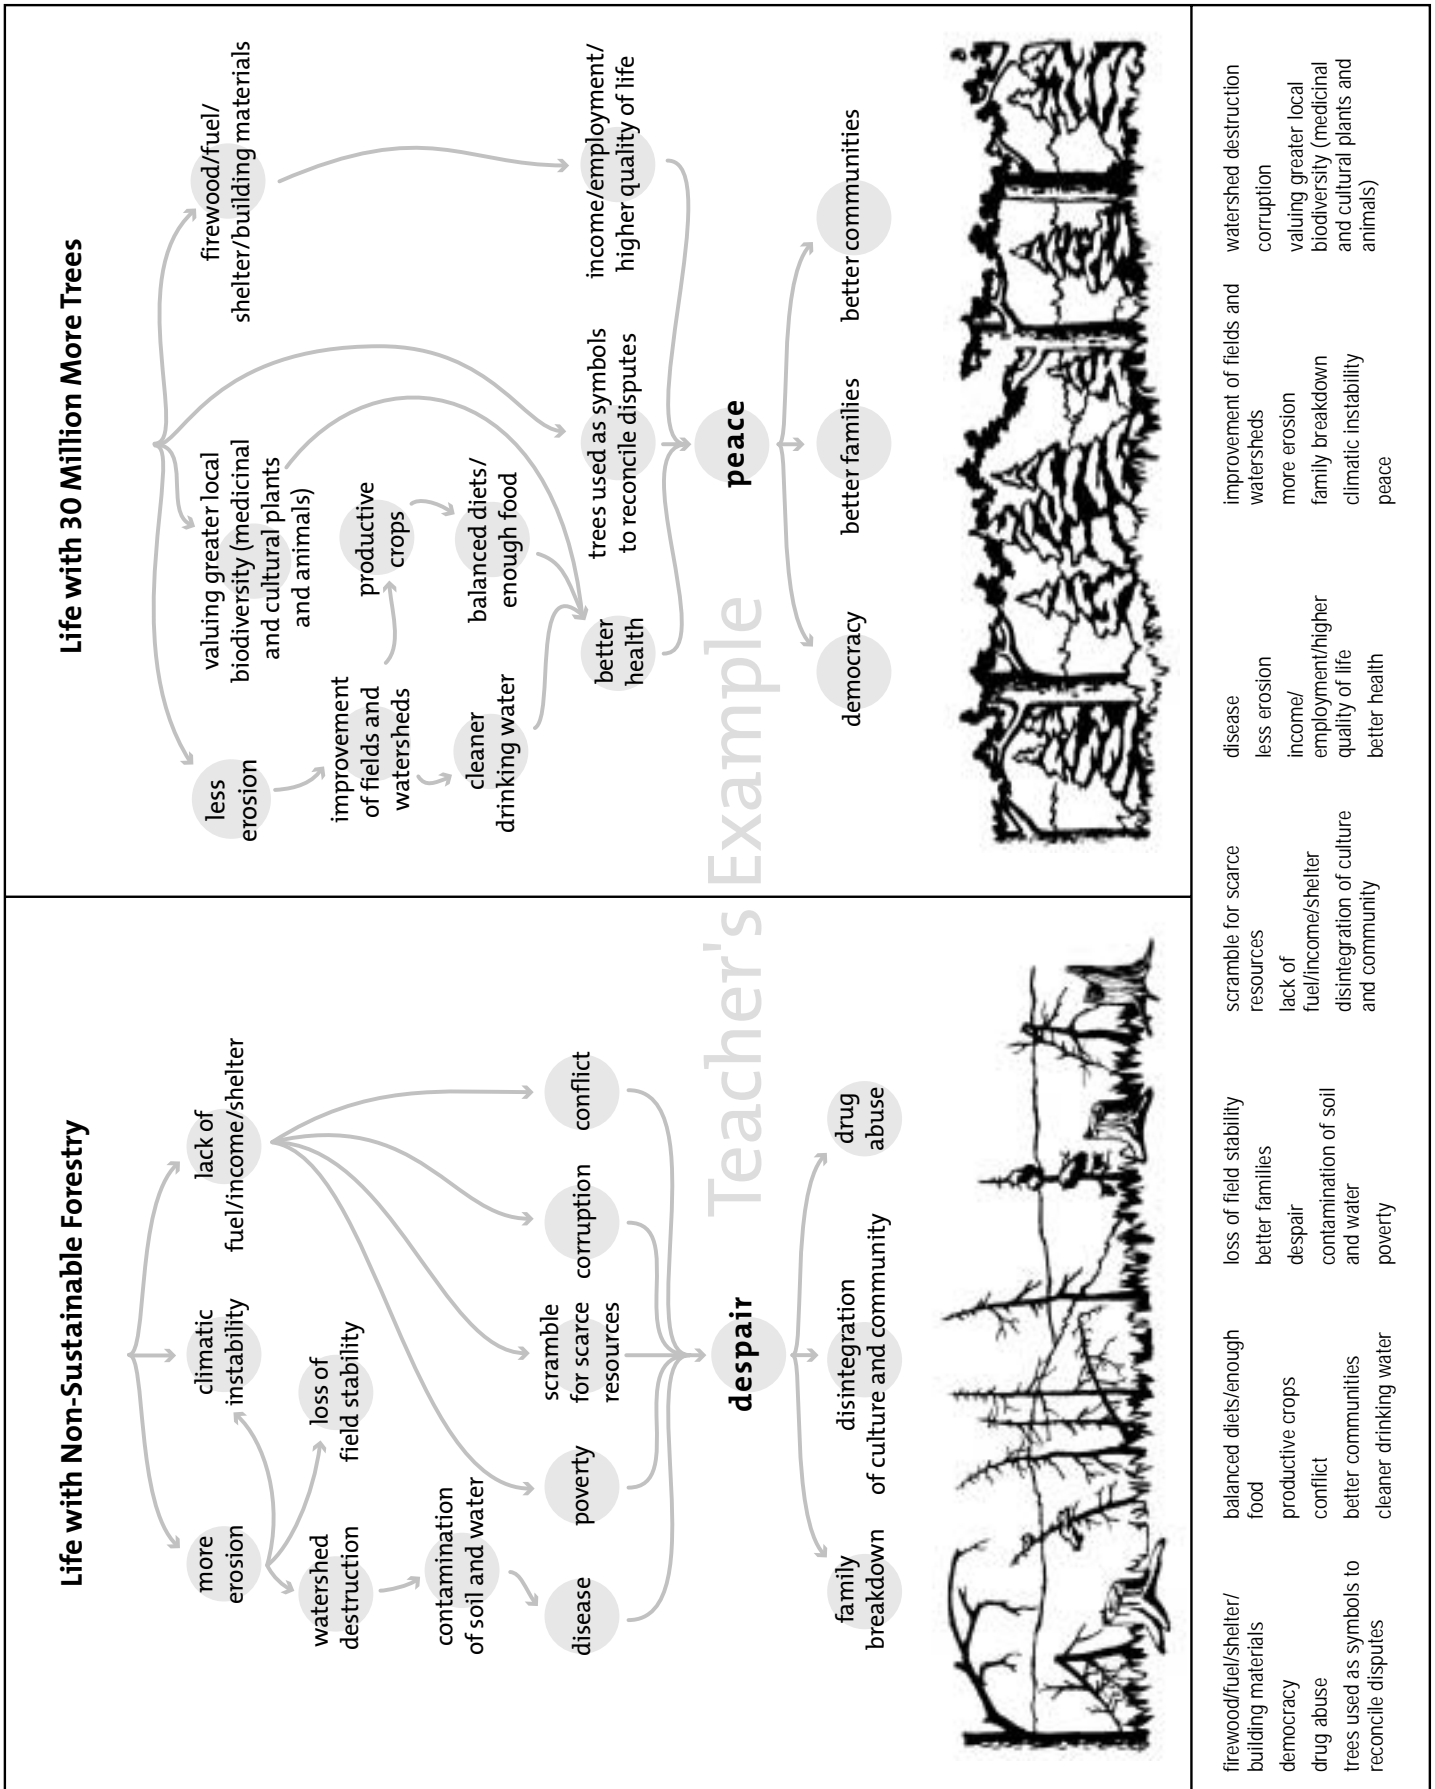 Life with Non-Sustainable Forestry
more
erosion
climatic
instability
lack of
fuel/income/shelter
watershed
destruction
loss of
field stability
contamination
of soil and water
disease
poverty
scramble
for scarce
resources
corruption
conflict
despair
family
breakdown
disintegration
of culture and community
drug
abuse
Life with 30 Million More Trees
less
erosion
valuing greater local
biodiversity (medicinal
and cultural plants
and animals)
firewood/fuel/
shelter/building materials
improvement
of fields and
watersheds
productive
crops
cleaner
drinking water
balanced diets/
enough food
better
health
trees used as symbols
to reconcile disputes
income/employment/
higher quality of life
peace
democracy
better families
better communities
Teacher's Example
firewood/fuel/shelter/
building materials
democracy
drug abuse
trees used as symbols to
reconcile disputes
balanced diets/enough
food
productive crops
conflict
better communities
cleaner drinking water
loss of field stability
better families
despair
contamination of soil
and water
poverty
scramble for scarce
resources
lack of
fuel/income/shelter
disintegration of culture
and community
disease
less erosion
income/
employment/higher
quality of life
better health
improvement of fields and
watersheds
more erosion
family breakdown
climatic instability
peace
watershed destruction
corruption
valuing greater local
biodiversity (medicinal
and cultural plants and
animals)